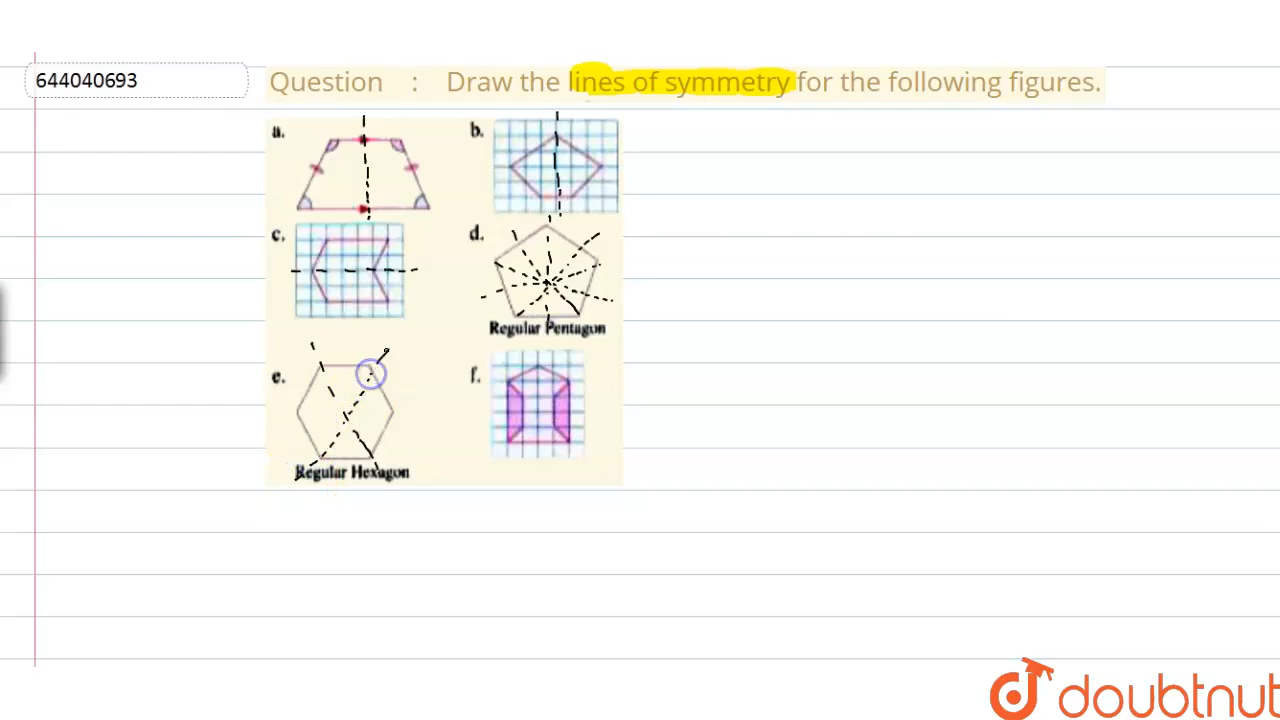 644040693
Question : Draw the lines of symmetry for the following figures.
a.
b.
c.
d.
Regular Pentagon
e.
f.
Regular Hexagon
doubtnut